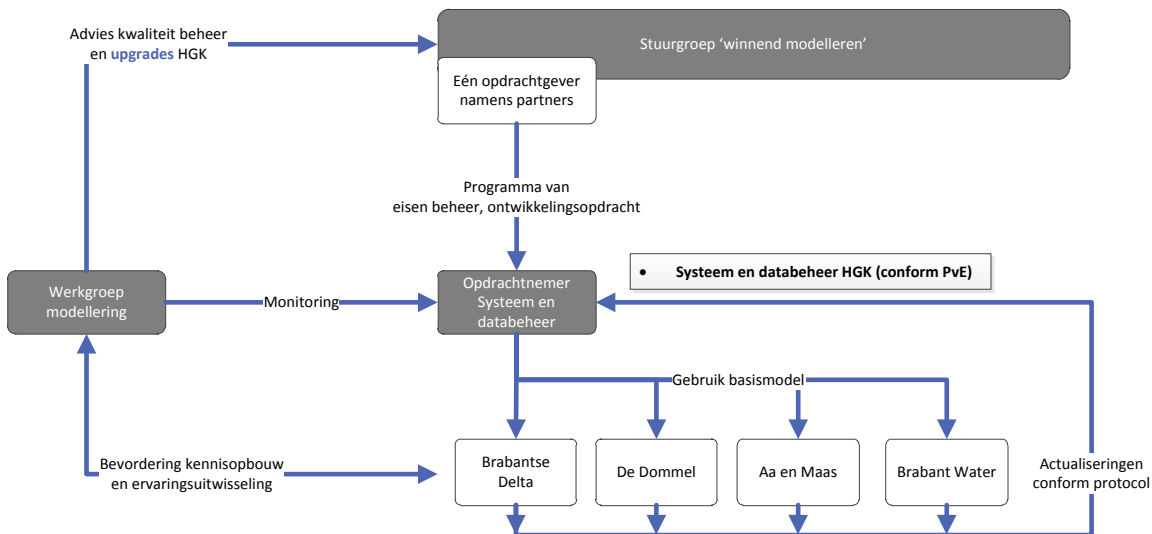 Advies kwaliteit beheer
en upgrades HGK
Stuurgroep ‘winnend modelleren’
Eén opdrachtgever
namens partners
Programma van
eisen beheer, ontwikkelingsopdracht
• Systeem en databeheer HGK (conform PvE)
Werkgroep
modellering
Monitoring
Opdrachtnemer
Systeem en
databeheer
Gebruik basismodel
Bevordering kennisopbouw
en ervaringsuitwisseling
Brabantse
Delta
De Dommel
Aa en Maas
Brabant Water
Actualiseringen
conform protocol